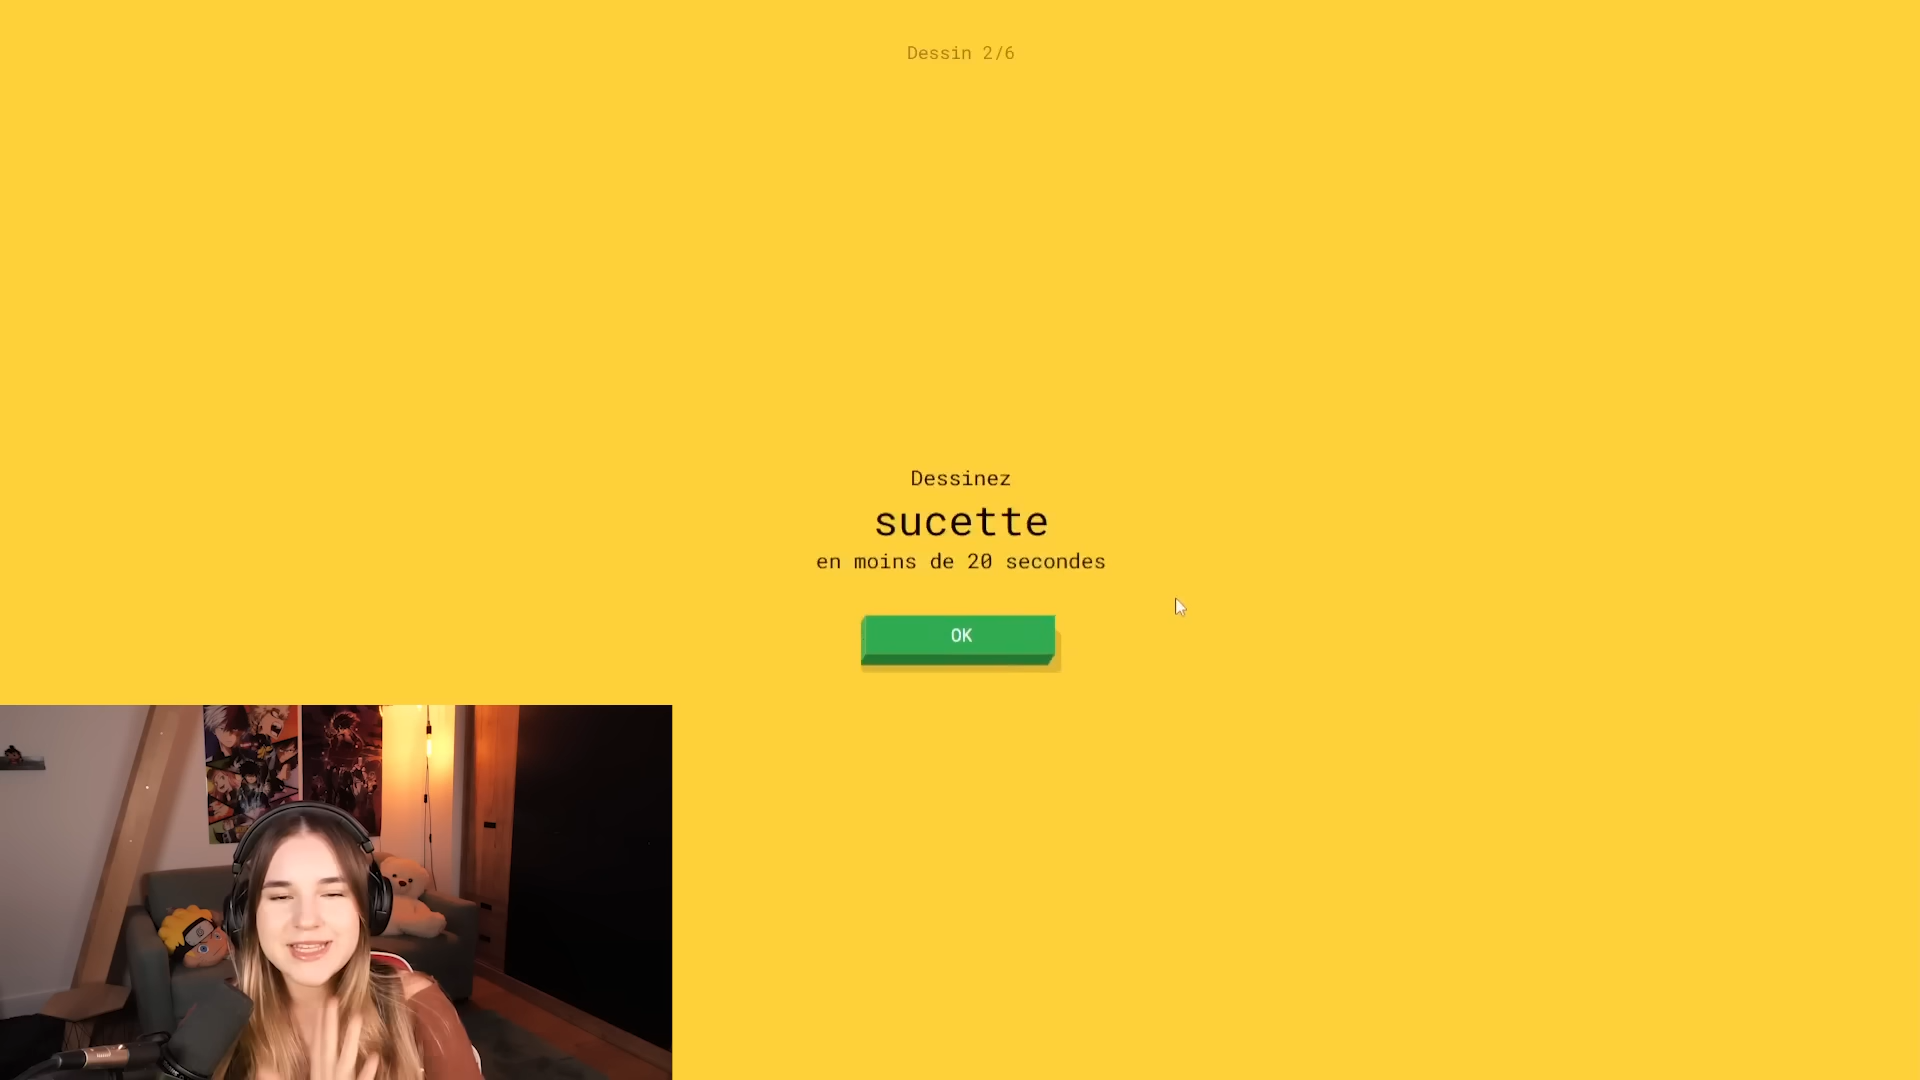 Dessin 2/6
Dessinez
sucette
en moins de 20 secondes
OK